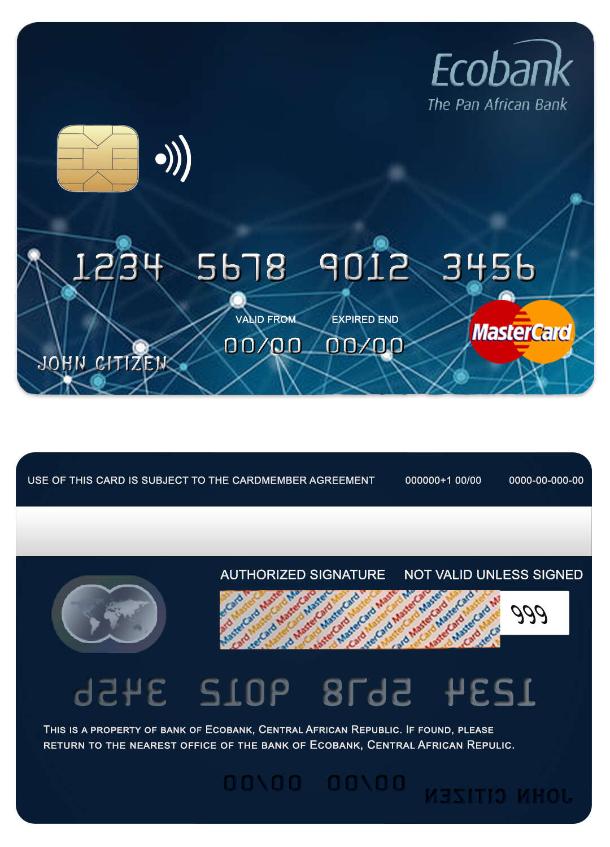 Ecobank
The Pan African Bank
1234 5678 9012 3456
VALID FROM EXPIRED END
00/00 00/00
JOHN CITIZEN
MasterCard
USE OF THIS CARD IS SUBJECT TO THE CARDMEMBER AGREEMENT 000000+1 00/00 0000-00-000-00
AUTHORIZED SIGNATURE NOT VALID UNLESS SIGNED
MasterCard MasterCard MasterCard
999
3456 9012 5678 1234
THIS IS A PROPERTY OF BANK OF ECOBANK, CENTRAL AFRICAN REPUBLIC. IF FOUND, PLEASE
RETURN TO THE NEAREST OFFICE OF THE BANK OF ECOBANK, CENTRAL AFRICAN REPULIC.
00/00 00/00
JOHN CITIZEN